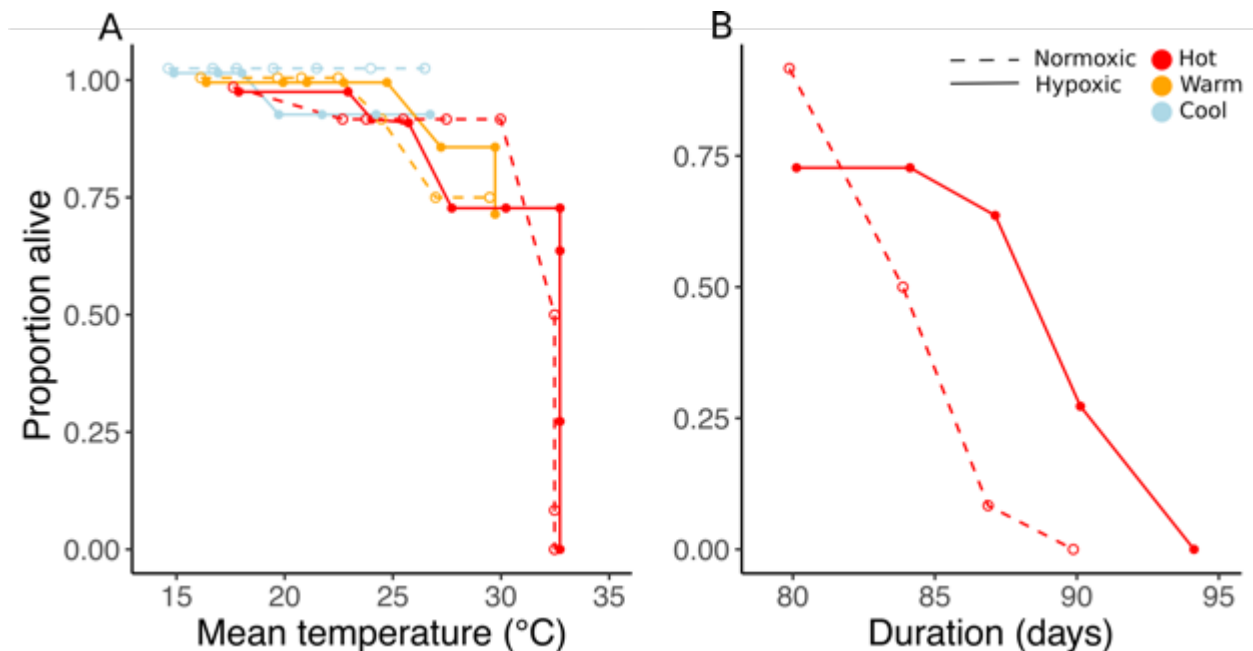 A
B
Normoxic
Hypoxic
Hot
Warm
Cool
Proportion alive
1.00
0.75
0.50
0.25
0.00
15 20 25 30 35
Mean temperature (°C)
0.75
0.50
0.25
0.00
80 85 90 95
Duration (days)